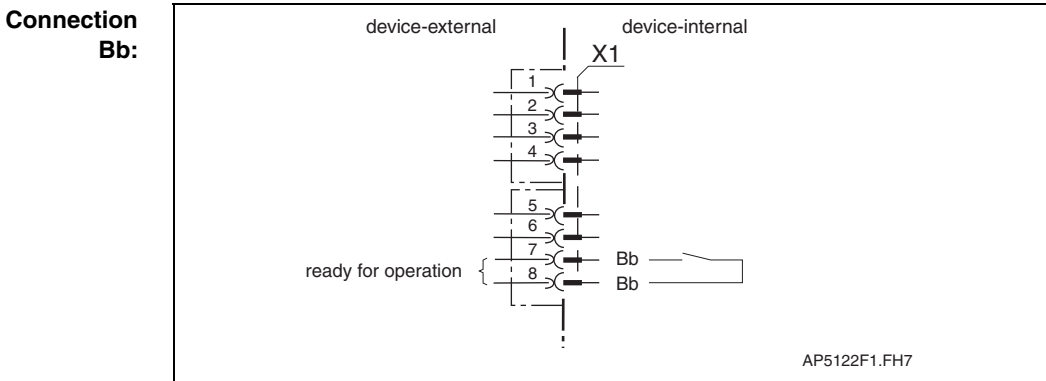 Connection
Bb:
device-external
device-internal
X1
1
2
3
4
5
6
7
Bb
ready for operation
8
Bb
AP5122F1.FH7